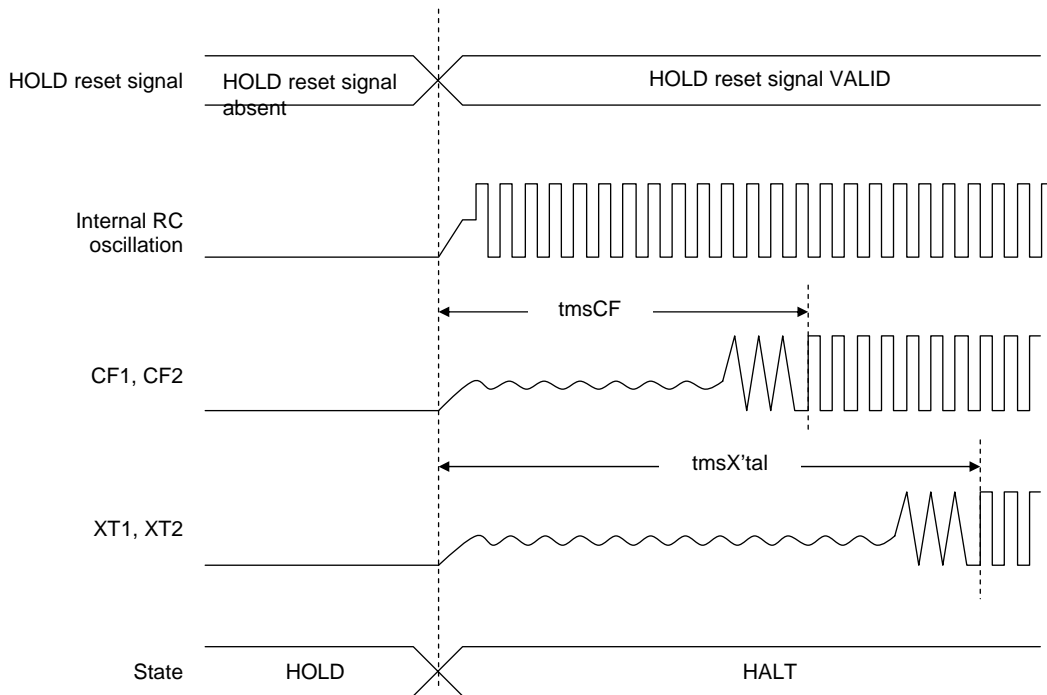 HOLD reset signal
HOLD reset signal
absent
HOLD reset signal VALID
Internal RC
oscillation
tmsCF
CF1, CF2
tmsX’tal
XT1, XT2
State
HOLD
HALT